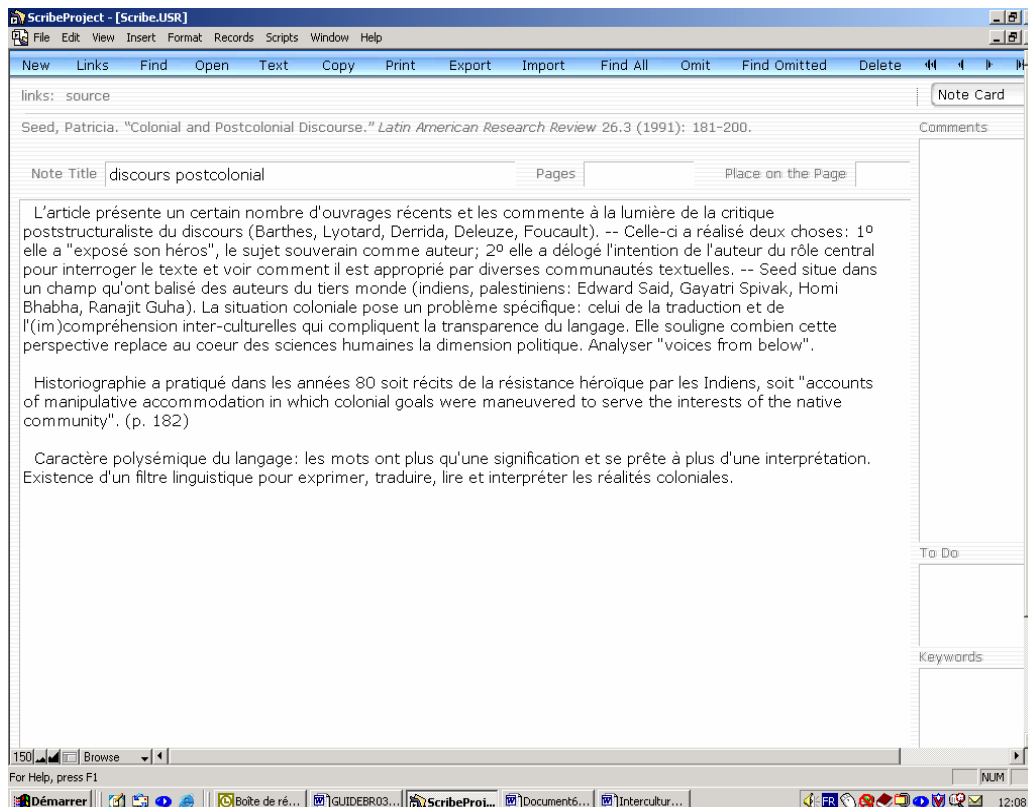 ScribeProject - [Scribe.USR]
File Edit View Insert Format Records Scripts Window Help
New Links Find Open Text Copy Print Export Import Find All Omit Find Omitted Delete
links: source
Note Card
Seed, Patricia. “Colonial and Postcolonial Discourse.” Latin American Research Review 26.3 (1991): 181-200.
Comments
Note Title discours postcolonial Pages Place on the Page
L’article présente un certain nombre d'ouvrages récents et les commente à la lumière de la critique
poststructuraliste du discours (Barthes, Lyotard, Derrida, Deleuze, Foucault). -- Celle-ci a réalisé deux choses: 1º
elle a "exposé son héros", le sujet souverain comme auteur; 2º elle a délogé l'intention de l'auteur du rôle central
pour interroger le texte et voir comment il est approprié par diverses communautés textuelles. -- Seed situe dans
un champ qu'ont balisé des auteurs du tiers monde (indiens, palestiniens: Edward Said, Gayatri Spivak, Homi
Bhabha, Ranajit Guha). La situation coloniale pose un problème spécifique: celui de la traduction et de
l'(im)compréhension inter-culturelles qui compliquent la transparence du langage. Elle souligne combien cette
perspective replace au coeur des sciences humaines la dimension politique. Analyser "voices from below".
Historiographie a pratiqué dans les années 80 soit récits de la résistance héroïque par les Indiens, soit "accounts
of manipulative accommodation in which colonial goals were maneuvered to serve the interests of the native
community". (p. 182)
Caractère polysémique du langage: les mots ont plus qu'une signification et se prête à plus d'une interprétation.
Existence d'un filtre linguistique pour exprimer, traduire, lire et interpréter les réalités coloniales.
To Do
Keywords
150 Browse
For Help, press F1
NUM
Démarrer Boîte de ré... GUIDEBR03... ScribeProj... Document6... Intercultur... FR 12:08